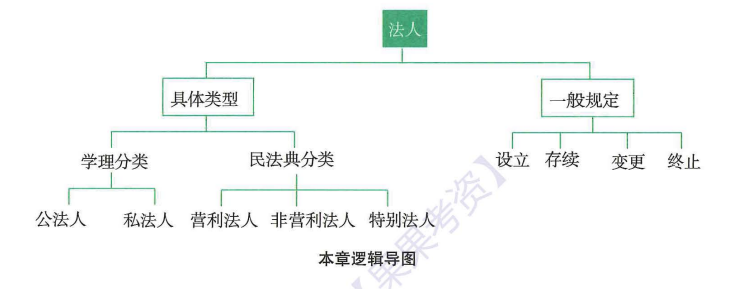 法人
具体类型
一般规定
学理分类
民法典分类
设立
存续
变更
终止
公法人
私法人
营利法人
非营利法人
特别法人
本章逻辑导图
【果果考资】